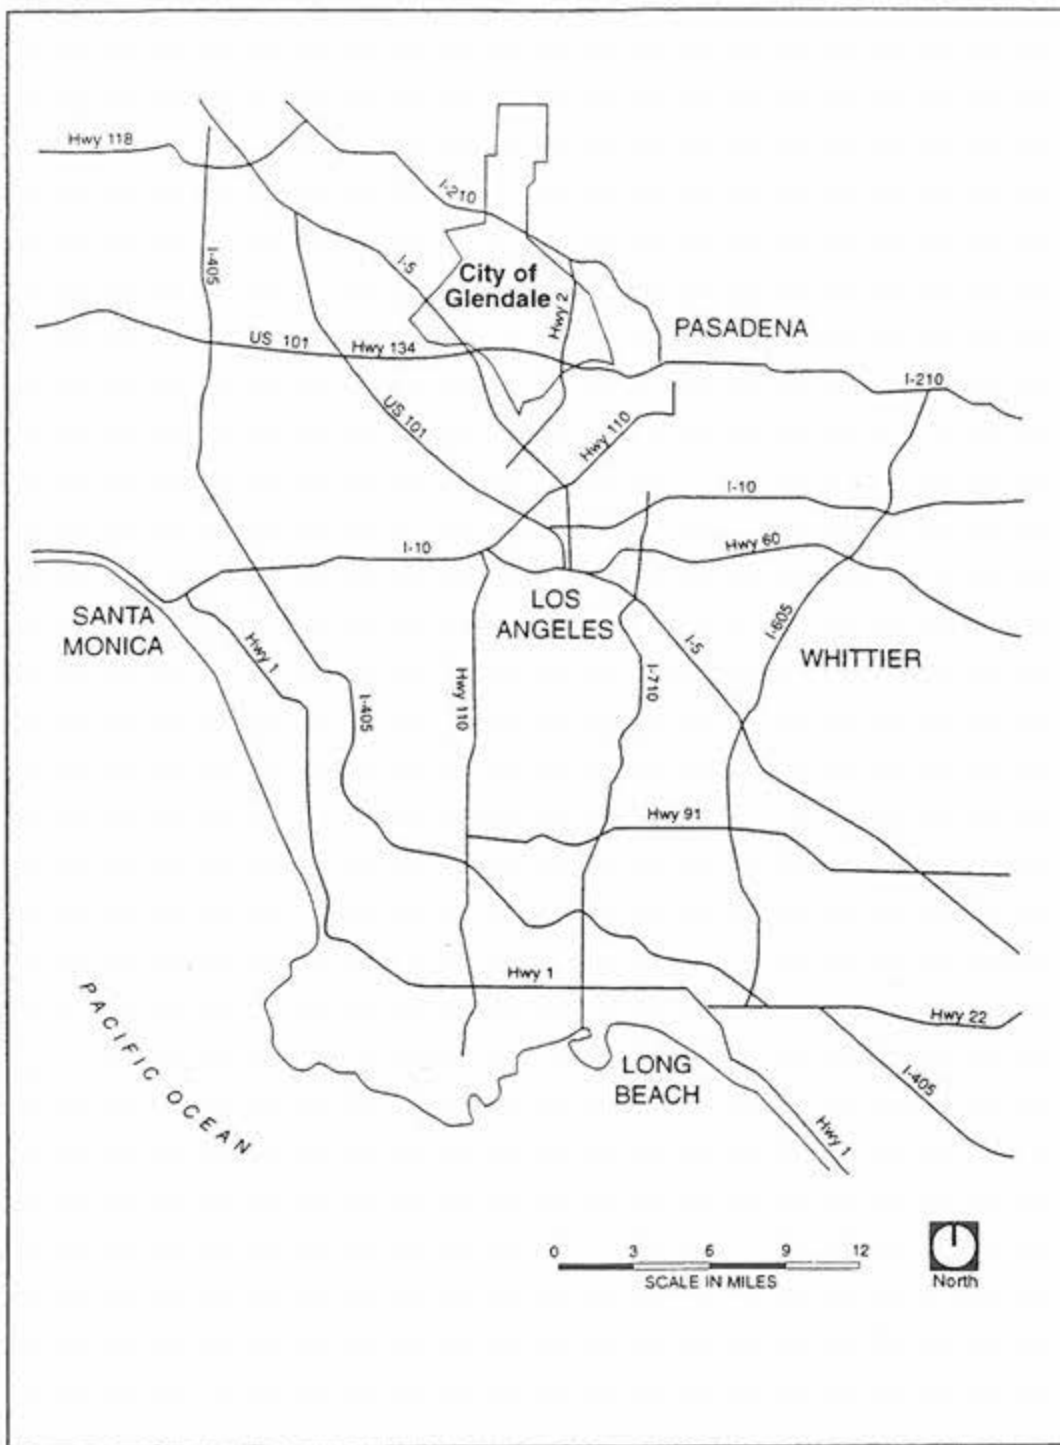 Hwy 118
I-210
I-405
I-5
City of
Glendale
Hwy 2
PASADENA
US 101
Hwy 134
I-210
US 101
Hwy 110
I-10
I-10
Hwy 60
SANTA
MONICA
LOS
ANGELES
I-605
Hwy 1
I-5
WHITTIER
I-405
Hwy 110
I-710
Hwy 91
Hwy 1
PACIFIC OCEAN
Hwy 22
LONG
BEACH
I-405
Hwy 1
0 3 6 9 12
SCALE IN MILES
North